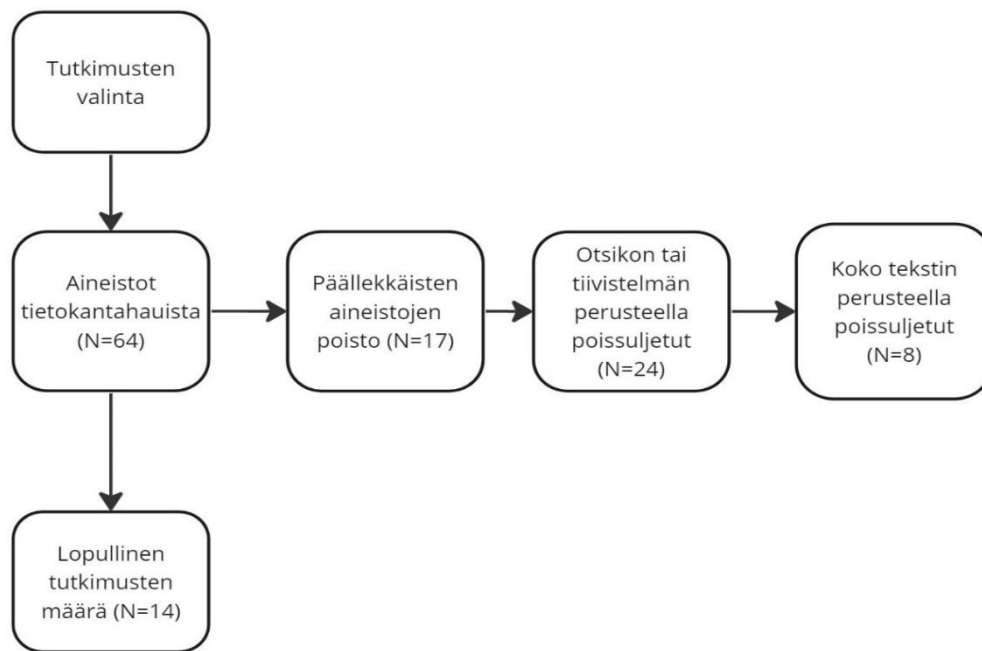 Tutkimusten
valinta
Aineistot
tietokantahauista
(N=64)
Päällekkäisten
aineistojen
poisto (N=17)
Otsikon tai
tiivistelmän
perusteella
poissuljetut
(N=24)
Koko tekstin
perusteella
poissuljetut
(N=8)
Lopullinen
tutkimusten
määrä (N=14)